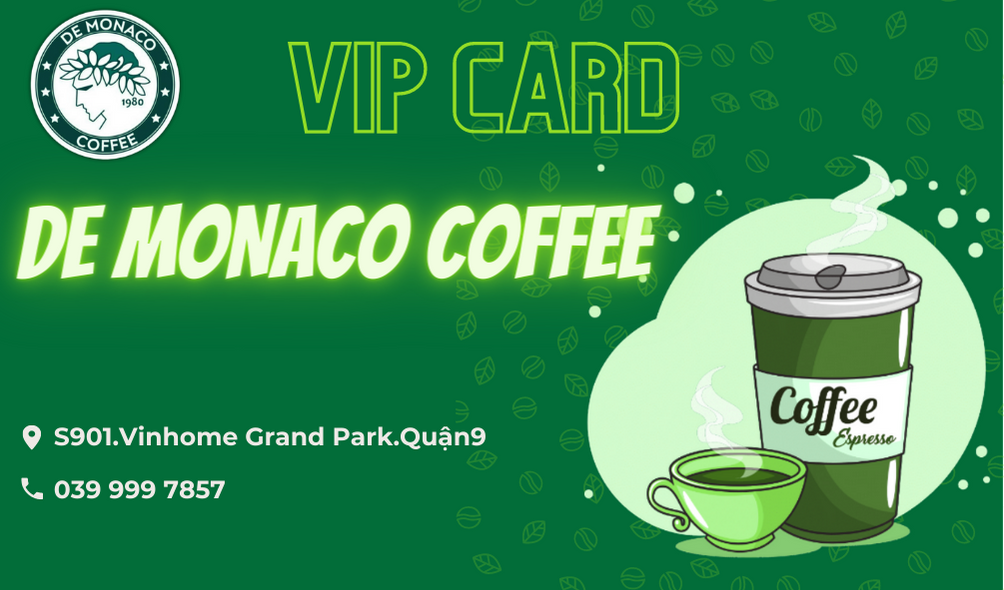 DE MONACO
1980
COFFEE
VIP CARD
DE MONACO COFFEE
Coffee
Espresso
S901.Vinhome Grand Park.Quận9
039 999 7857